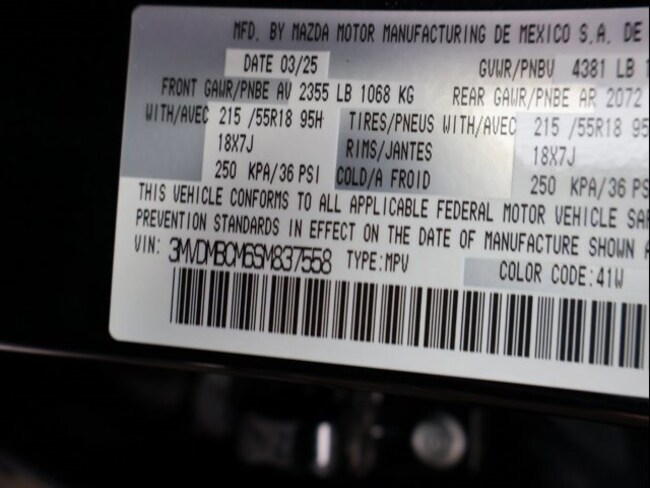 MFD. BY MAZDA MOTOR MANUFACTURING DE MEXICO S.A. DE
DATE 03/25 GVWR/PNBV 4381 LB
FRONT GAWR/PNBE AV 2355 LB 1068 KG REAR GAWR/PNBE AR 2072
WITH/AVEC 215 /55R18 95H TIRES/PNEUS WITH/AVEC 215 /55R18 95
18X7J RIMS/JANTES 18X7J
250 KPA/36 PSI COLD/A FROID 250 KPA/36 PS
THIS VEHICLE CONFORMS TO ALL APPLICABLE FEDERAL MOTOR VEHICLE SA
PREVENTION STANDARDS IN EFFECT ON THE DATE OF MANUFACTURE SHOWN A
VIN: 3MVDMBCM6SM837558 TYPE:MPV COLOR CODE:41W